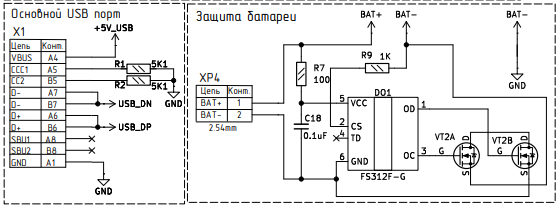 Основной USB порт
+5V_USB
X1
Цепь Конт.
VBUS A4
CCC1 A5
CC2 B5
D- A7
D- B7
D+ A6
D+ B6
SBU1 A8
SBU2 B8
GND A1
R1 5K1
R2 5K1
GND
USB_DN
USB_DP
GND
Защита батареи
BAT+ BAT- BAT-
R9 1K
R7
100
GND
XP4
Цепь Конт.
BAT+ 1
BAT- 2
2.54mm
C18
0.1uF
DO1
5 VCC OD 1
2 CS
4 TD
6 GND OC 3
FS312F-G
VT2A
G D S
VT2B
G D S